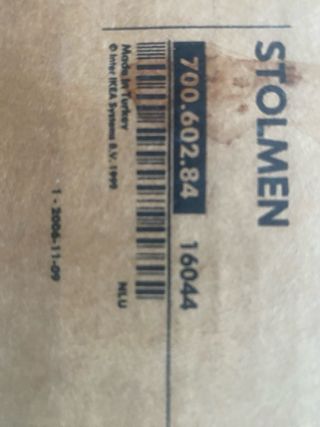 STOLMEN
700.602.84 16044
Made in Turkey
© Inter IKEA Systems B.V. 1999
NLU
1 - 2006-11-09